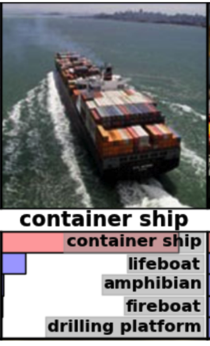 container ship
container ship
lifeboat
amphibian
fireboat
drilling platform